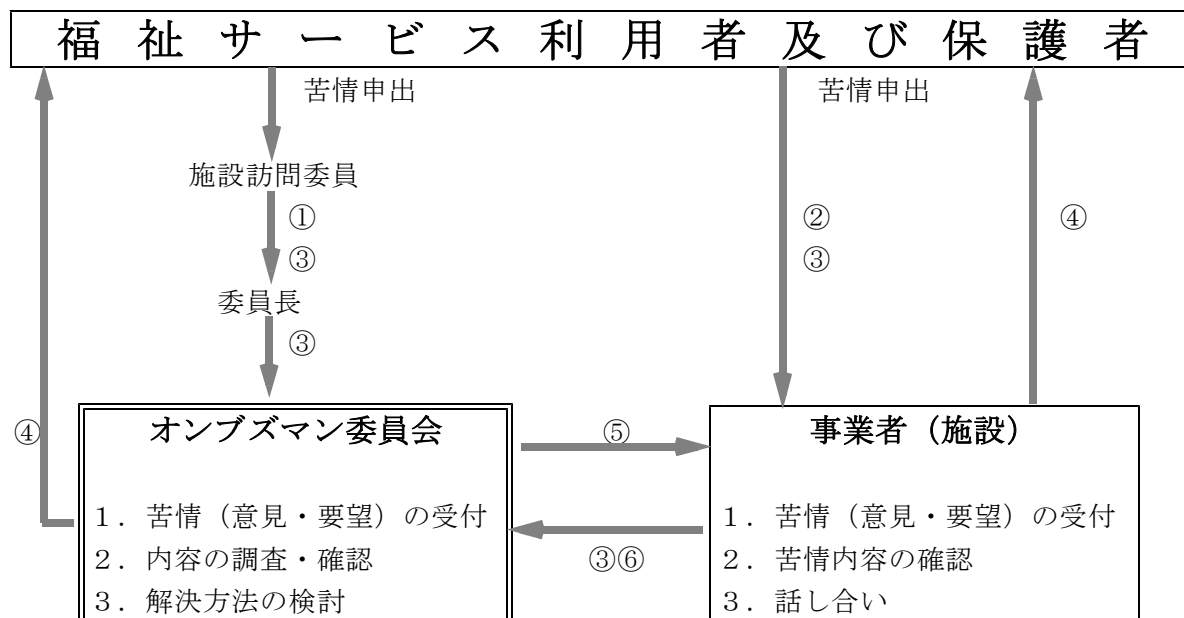 福祉サービス利用者及び保護者
苦情申出
苦情申出
施設訪問委員
①
②
④
③
③
委員長
③
④
オンブズマン委員会
⑤
事業者（施設）
1．苦情（意見・要望）の受付
1．苦情（意見・要望）の受付
2．内容の調査・確認
③⑥
2．苦情内容の確認
3．解決方法の検討
3．話し合い